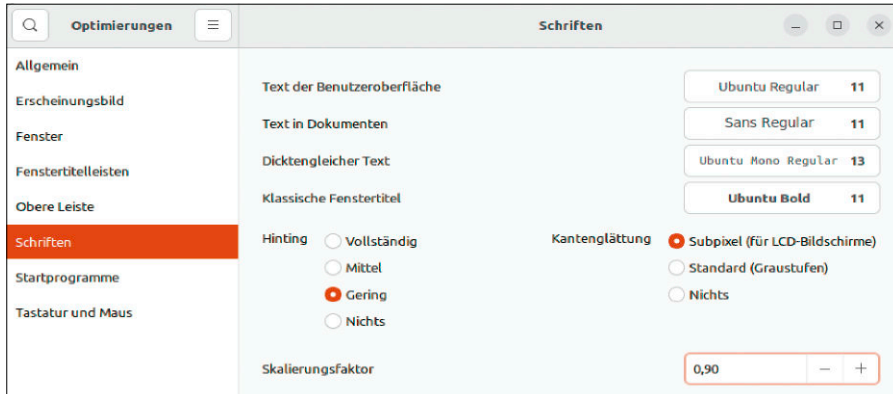 Optimierungen
Schriften
Allgemein
Erscheinungsbild
Fenster
Fenstertitelleisten
Obere Leiste
Schriften
Startprogramme
Tastatur und Maus
Text der Benutzeroberfläche Ubuntu Regular 11
Text in Dokumenten Sans Regular 11
Dicktengleicher Text Ubuntu Mono Regular 13
Klassische Fenstertitel Ubuntu Bold 11
Hinting
Vollständig
Mittel
Gering
Nichts
Kantenglättung
Subpixel (für LCD-Bildschirme)
Standard (Graustufen)
Nichts
Skalierungsfaktor 0,90